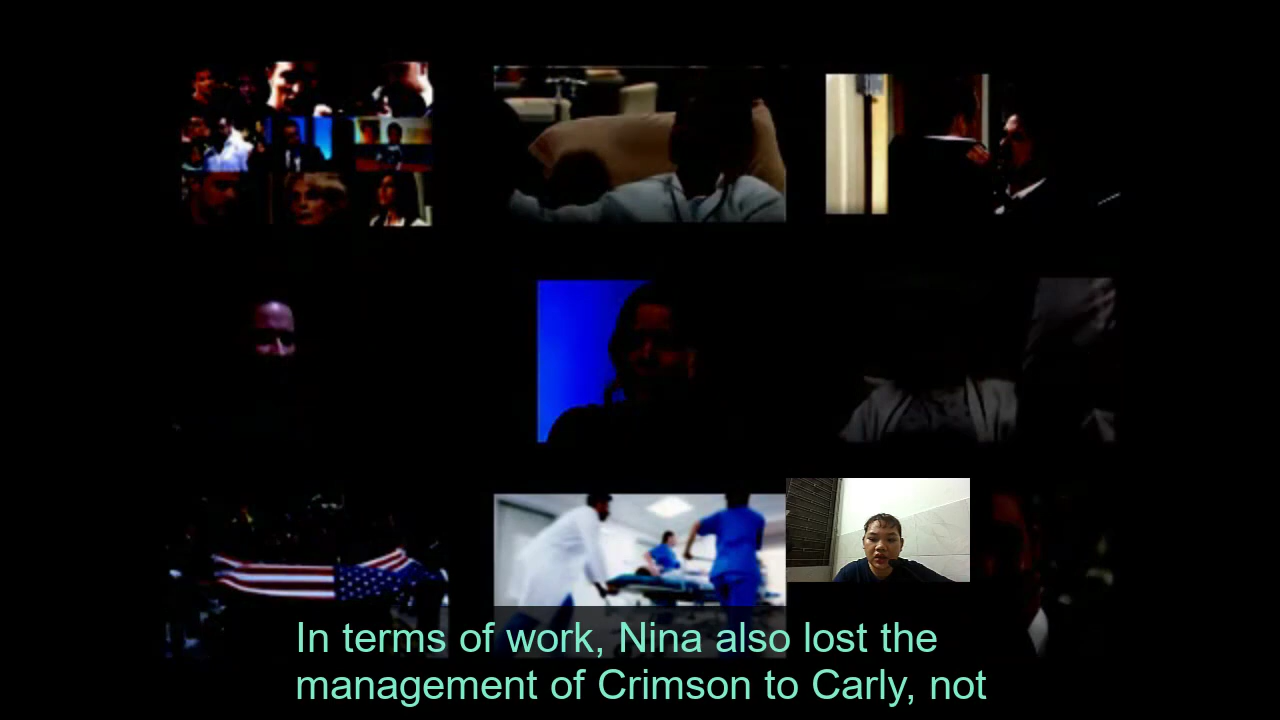 In terms of work, Nina also lost the
management of Crimson to Carly, not